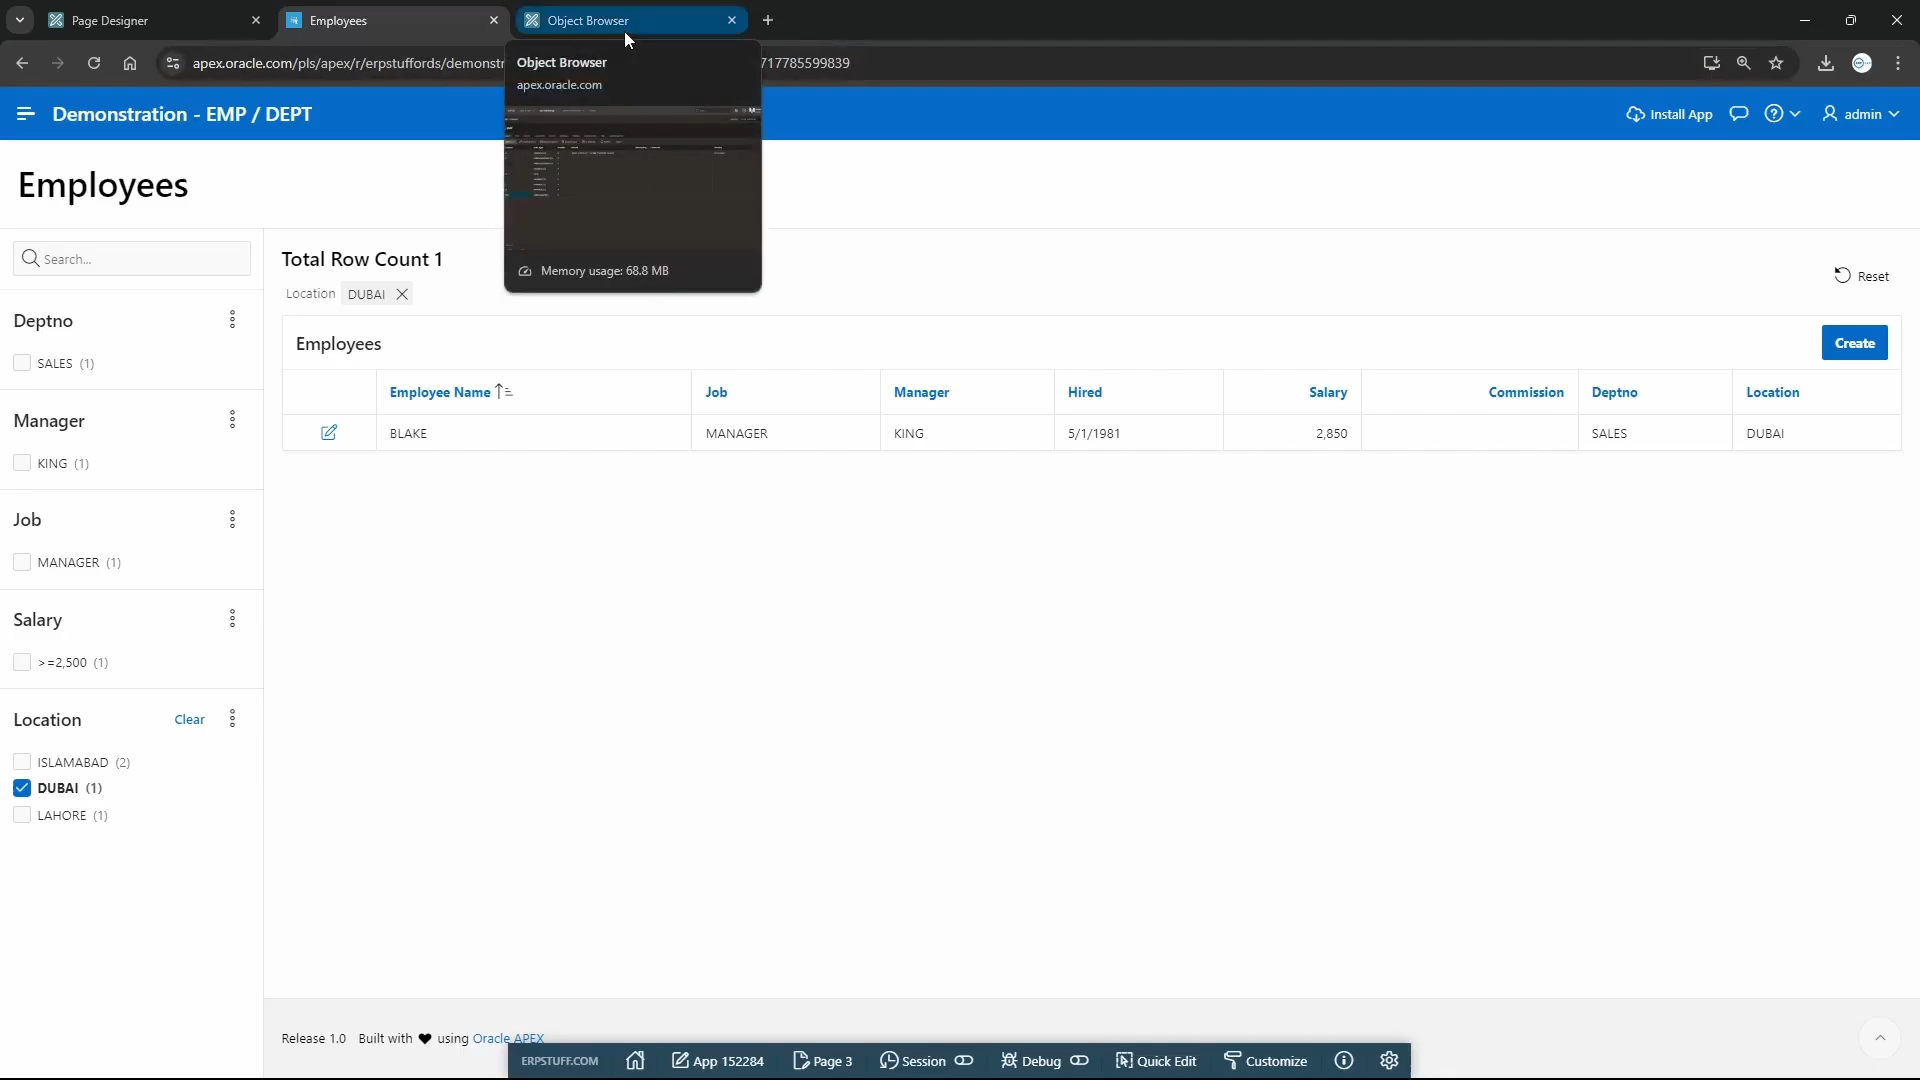 Page Designer
Employees
Object Browser
apex.oracle.com/pls/apex/r/erpstuffords/demonstr
717785599839
Object Browser
apex.oracle.com
Memory usage: 68.8 MB
Demonstration - EMP / DEPT
Install App
admin
Employees
Search...
Total Row Count 1
Location DUBAI
Reset
Deptno
SALES (1)
Manager
KING (1)
Job
MANAGER (1)
Salary
>=2,500 (1)
Location Clear
ISLAMABAD (2)
DUBAI (1)
LAHORE (1)
Employees
Create
Employee Name Job Manager Hired Salary Commission Deptno Location
BLAKE MANAGER KING 5/1/1981 2,850 SALES DUBAI
Release 1.0 Built with ♥ using Oracle APEX
ERPSTUFF.COM App 152284 Page 3 Session Debug Quick Edit Customize